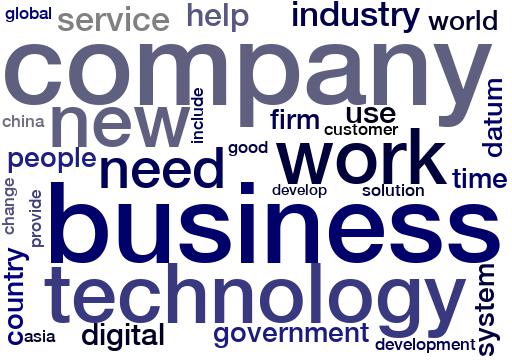 global
service
help
industry
world
company
china
new
include
firm
use
customer
datum
people
need
good
work
time
change
provide
develop
solution
business
country
technology
system
asia
digital
government
development